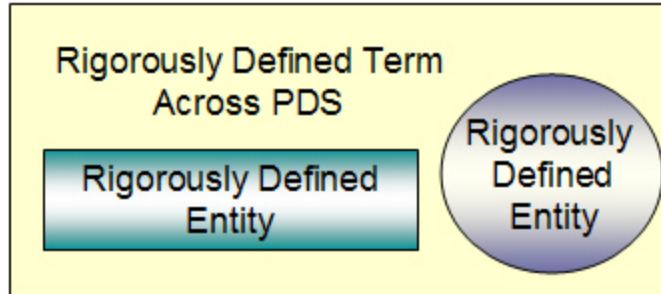 Rigorously Defined Term
Across PDS
Rigorously Defined
Entity
Rigorously
Defined
Entity